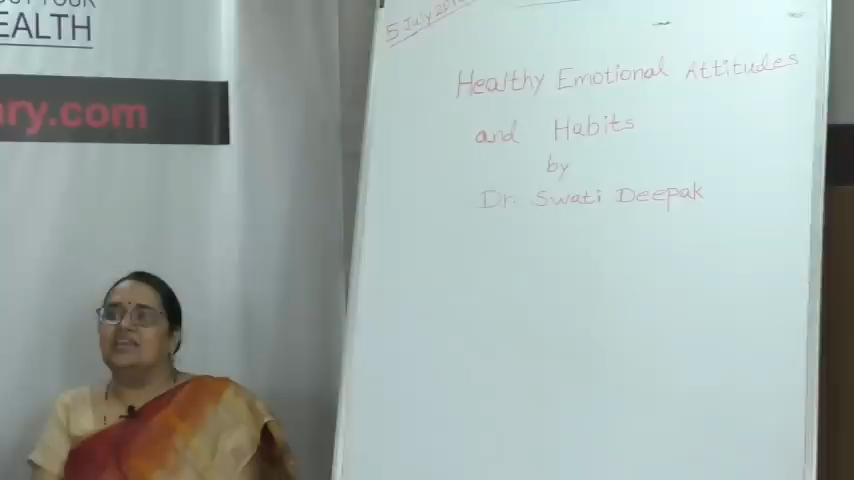 HEALTH
ry.com
5 July
Healthy Emotional Attitudes
and Habits
by
Dr. Swati Deepak